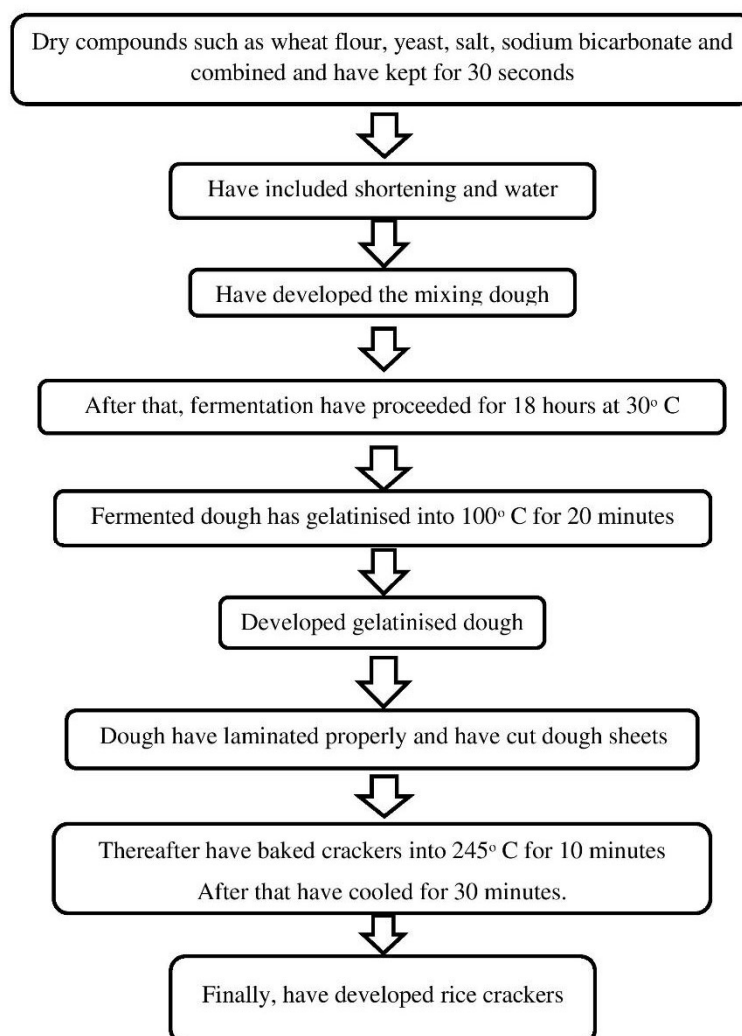 Dry compounds such as wheat flour, yeast, salt, sodium bicarbonate and
combined and have kept for 30 seconds
Have included shortening and water
Have developed the mixing dough
After that, fermentation have proceeded for 18 hours at 30º C
Fermented dough has gelatinised into 100º C for 20 minutes
Developed gelatinised dough
Dough have laminated properly and have cut dough sheets
Thereafter have baked crackers into 245º C for 10 minutes
After that have cooled for 30 minutes.
Finally, have developed rice crackers